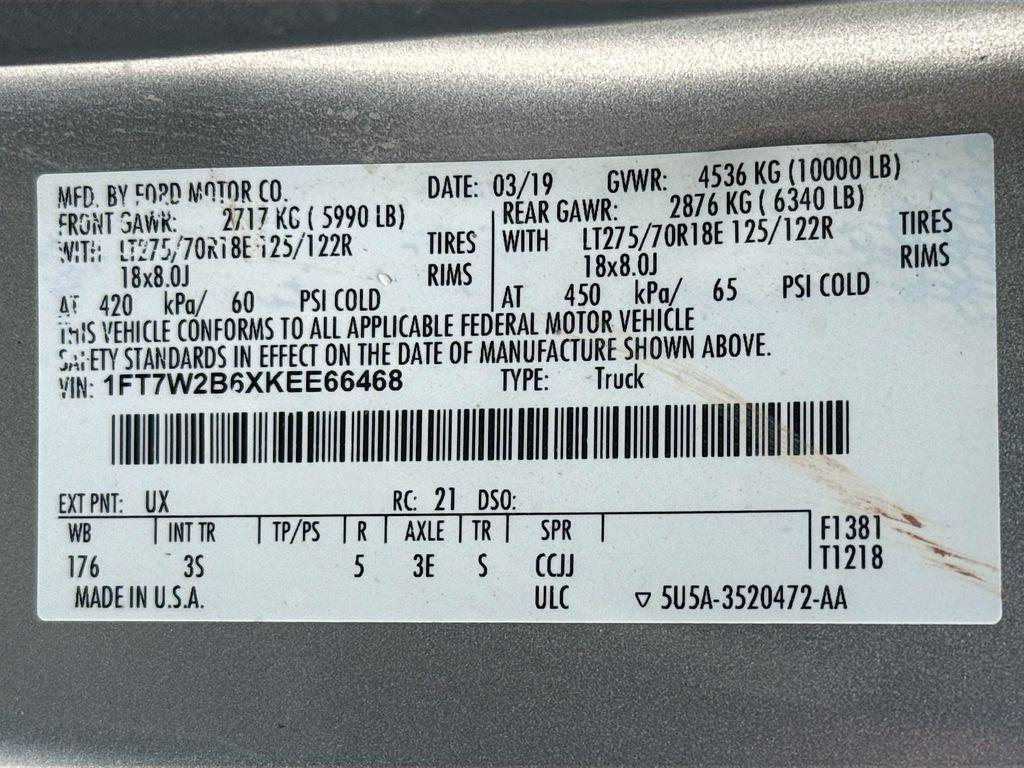 MFD. BY FORD MOTOR CO. DATE: 03/19 GVWR: 4536 KG (10000 LB)
FRONT GAWR: 2717 KG ( 5990 LB) REAR GAWR: 2876 KG ( 6340 LB)
WITH LT275/70R18E 125/122R TIRES WITH LT275/70R18E 125/122R TIRES
18x8.0J RIMS 18x8.0J RIMS
AT 420 kPa/ 60 PSI COLD AT 450 kPa/ 65 PSI COLD
THIS VEHICLE CONFORMS TO ALL APPLICABLE FEDERAL MOTOR VEHICLE
SAFETY STANDARDS IN EFFECT ON THE DATE OF MANUFACTURE SHOWN ABOVE.
VIN: 1FT7W2B6XKEE66468 TYPE: Truck
EXT PNT: UX RC: 21 DSO:
WB INT TR TP/PS R AXLE TR SPR F1381
176 3S 5 3E S CCJJ T1218
MADE IN U.S.A. ULC ▽ 5U5A-3520472-AA